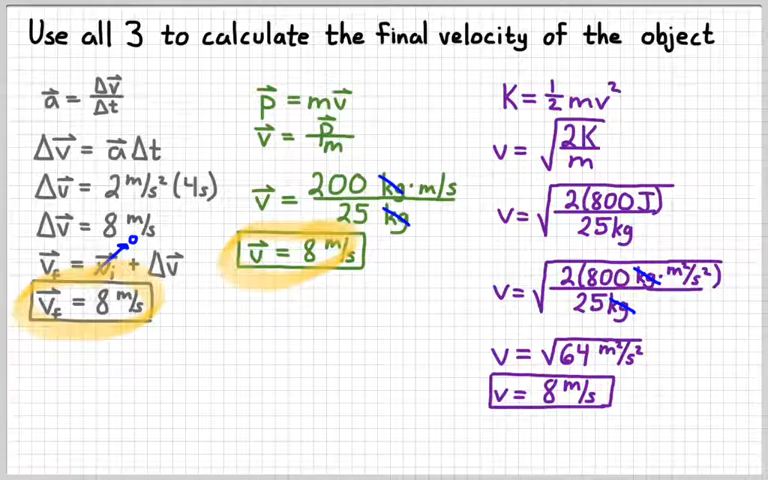 Use all 3 to calculate the final velocity of the object
a⃗ = Δv⃗/Δt
Δv⃗ = a⃗Δt
Δv⃗ = 2 m/s² (4s)
Δv⃗ = 8 m/s
v⃗f = v⃗i→0 + Δv⃗
v⃗f = 8 m/s
p⃗ = mv⃗
v⃗ = p⃗/m
v⃗ = 200 kg·m/s / 25 kg
v⃗ = 8 m/s
K = ½mv²
v = √(2K/m)
v = √(2(800J)/25kg)
v = √(2(800 kg·m²/s²)/25kg)
v = √64 m²/s²
v = 8 m/s